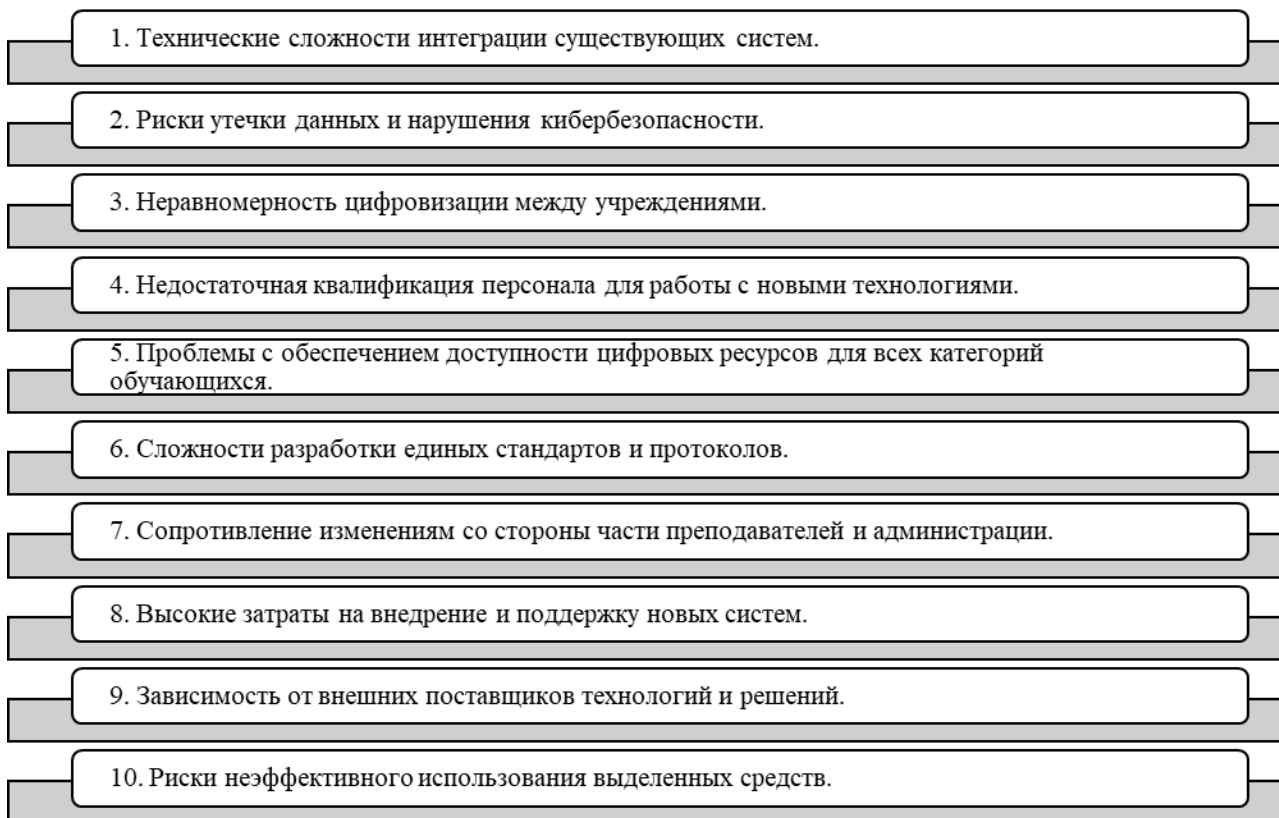 1. Технические сложности интеграции существующих систем.
2. Риски утечки данных и нарушения кибербезопасности.
3. Неравномерность цифровизации между учреждениями.
4. Недостаточная квалификация персонала для работы с новыми технологиями.
5. Проблемы с обеспечением доступности цифровых ресурсов для всех категорий
обучающихся.
6. Сложности разработки единых стандартов и протоколов.
7. Сопротивление изменениям со стороны части преподавателей и администрации.
8. Высокие затраты на внедрение и поддержку новых систем.
9. Зависимость от внешних поставщиков технологий и решений.
10. Риски неэффективного использования выделенных средств.